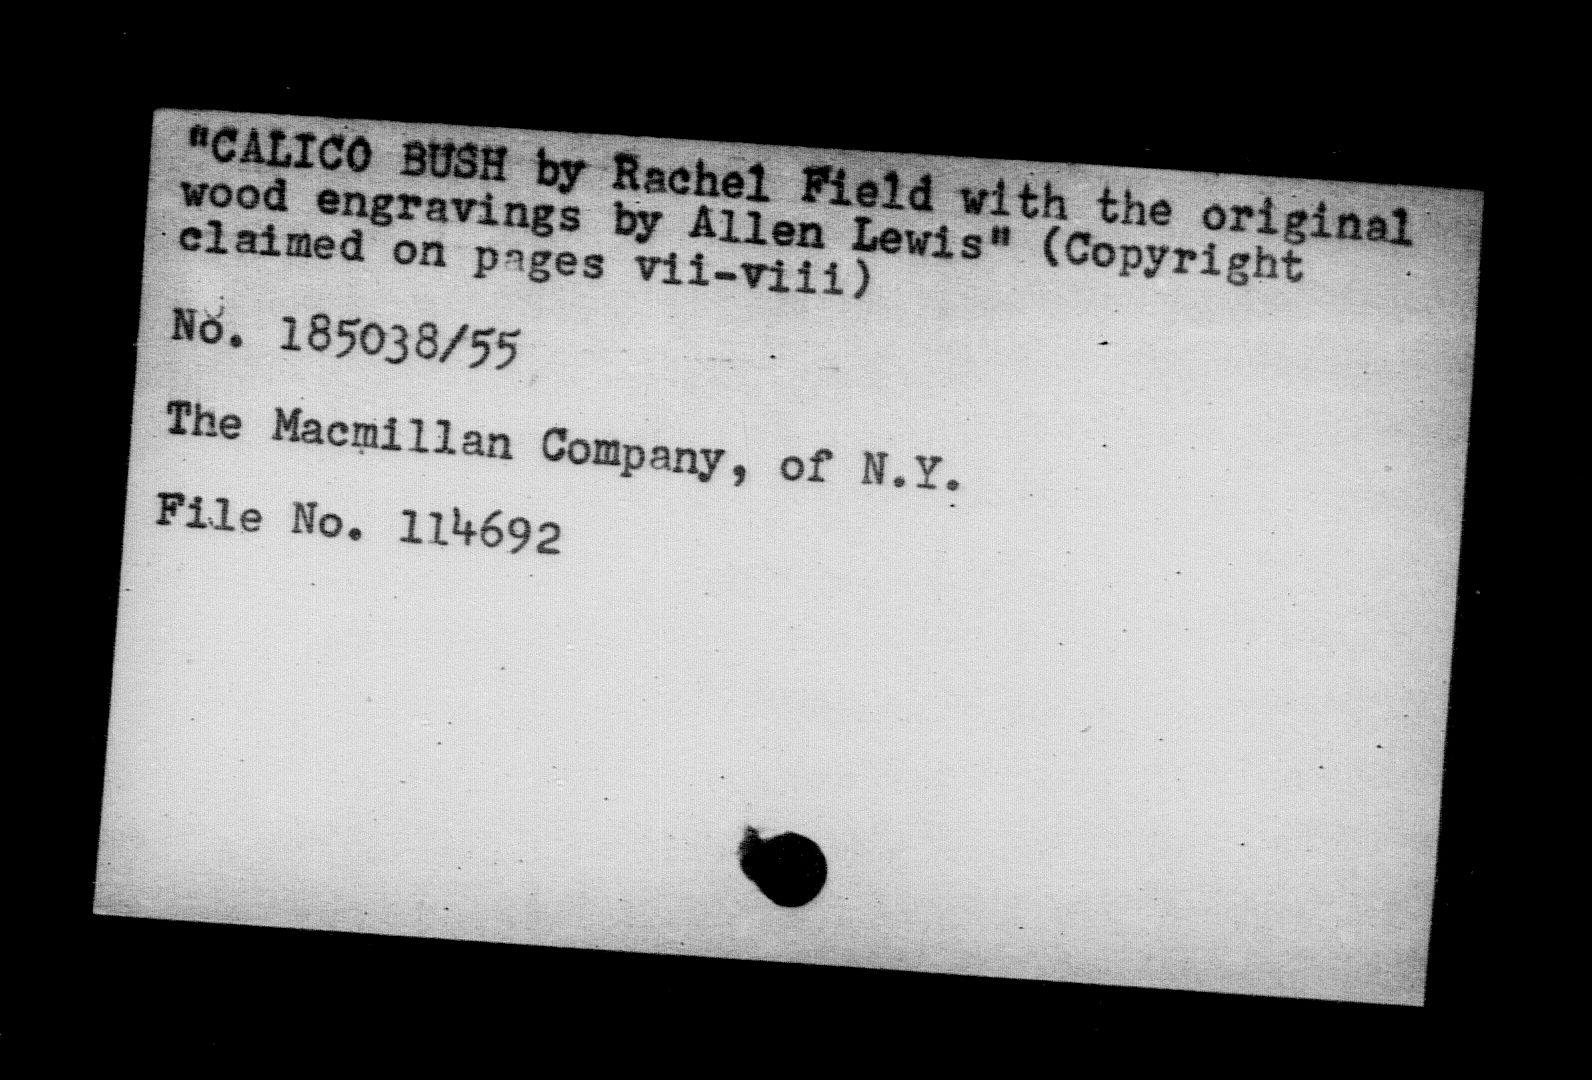 "CALICO BUSH by Rachel Field with the original
wood engravings by Allen Lewis" (Copyright
claimed on pages vii-viii)
No. 185038/55
The Macmillan Company, of N.Y.
File No. 114692